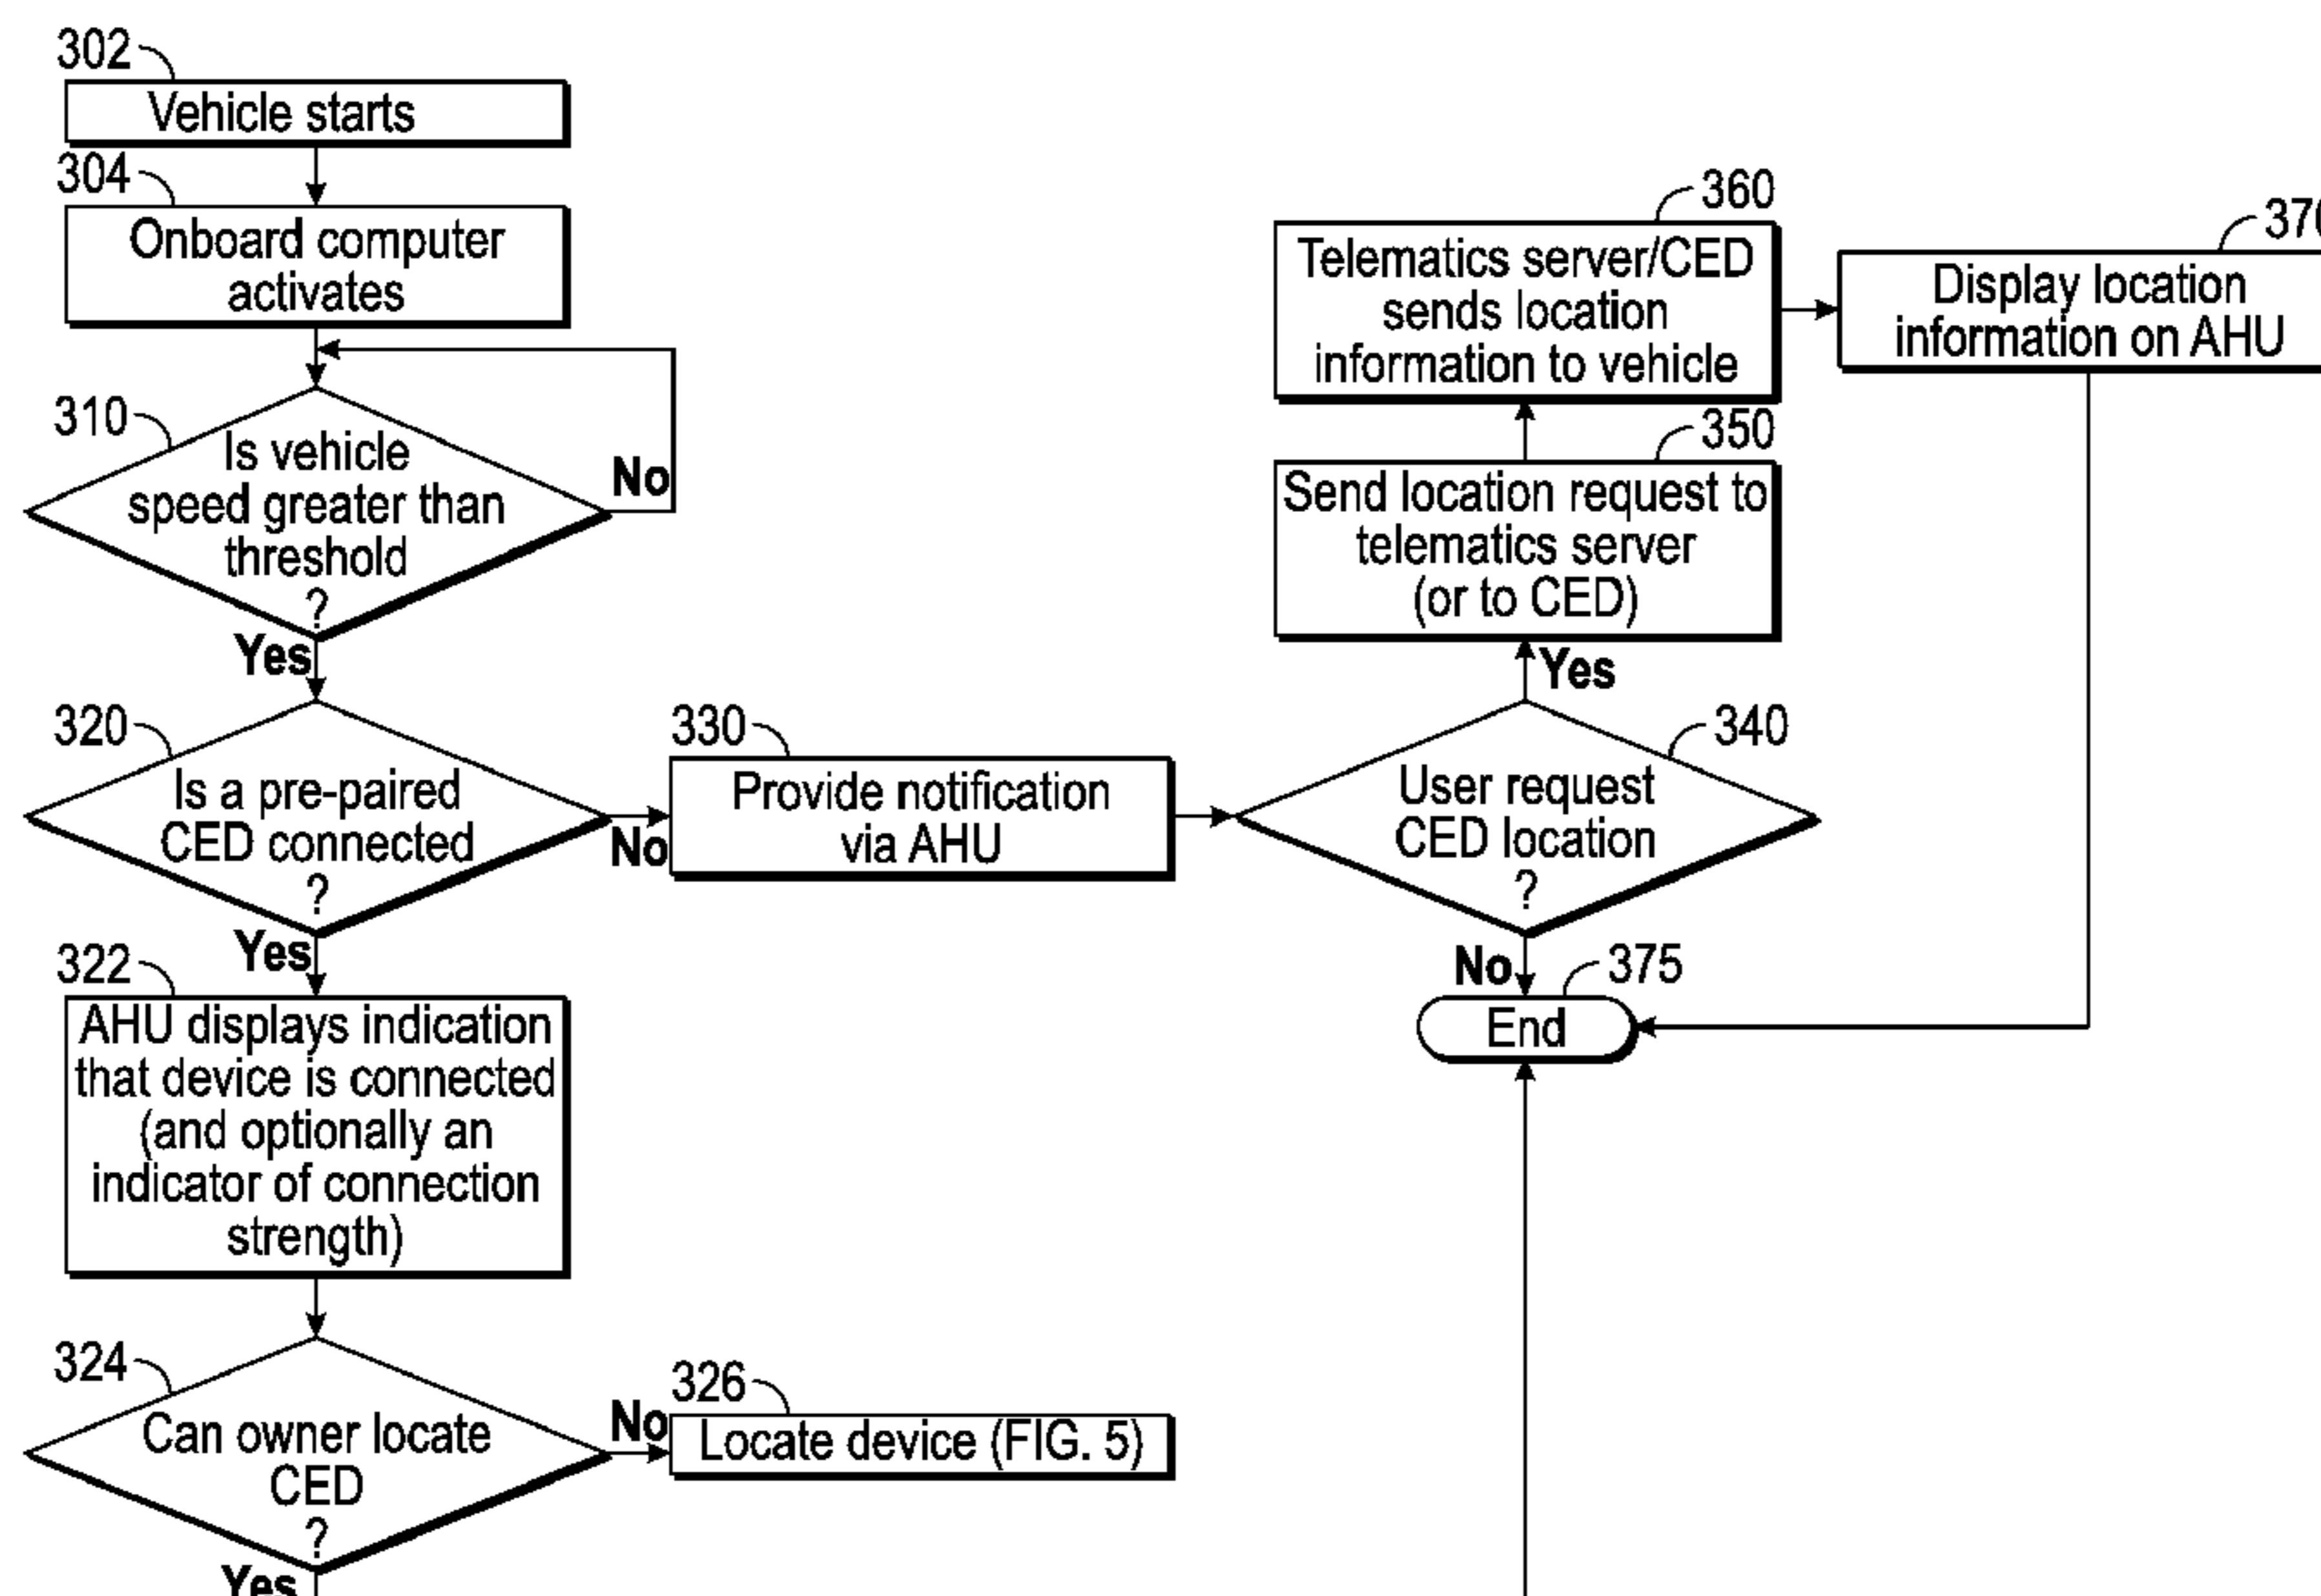 302
Vehicle starts
304
Onboard computer
activates
310
Is vehicle
speed greater than
threshold
?
No
Yes
320
Is a pre-paired
CED connected
?
No
Yes
330
Provide notification
via AHU
340
User request
CED location
?
Yes
No
350
Send location request to
telematics server
(or to CED)
360
Telematics server/CED
sends location
information to vehicle
370
Display location
information on AHU
375
End
322
AHU displays indication
that device is connected
(and optionally an
indicator of connection
strength)
324
Can owner locate
CED
?
No
Yes
326
Locate device (FIG. 5)